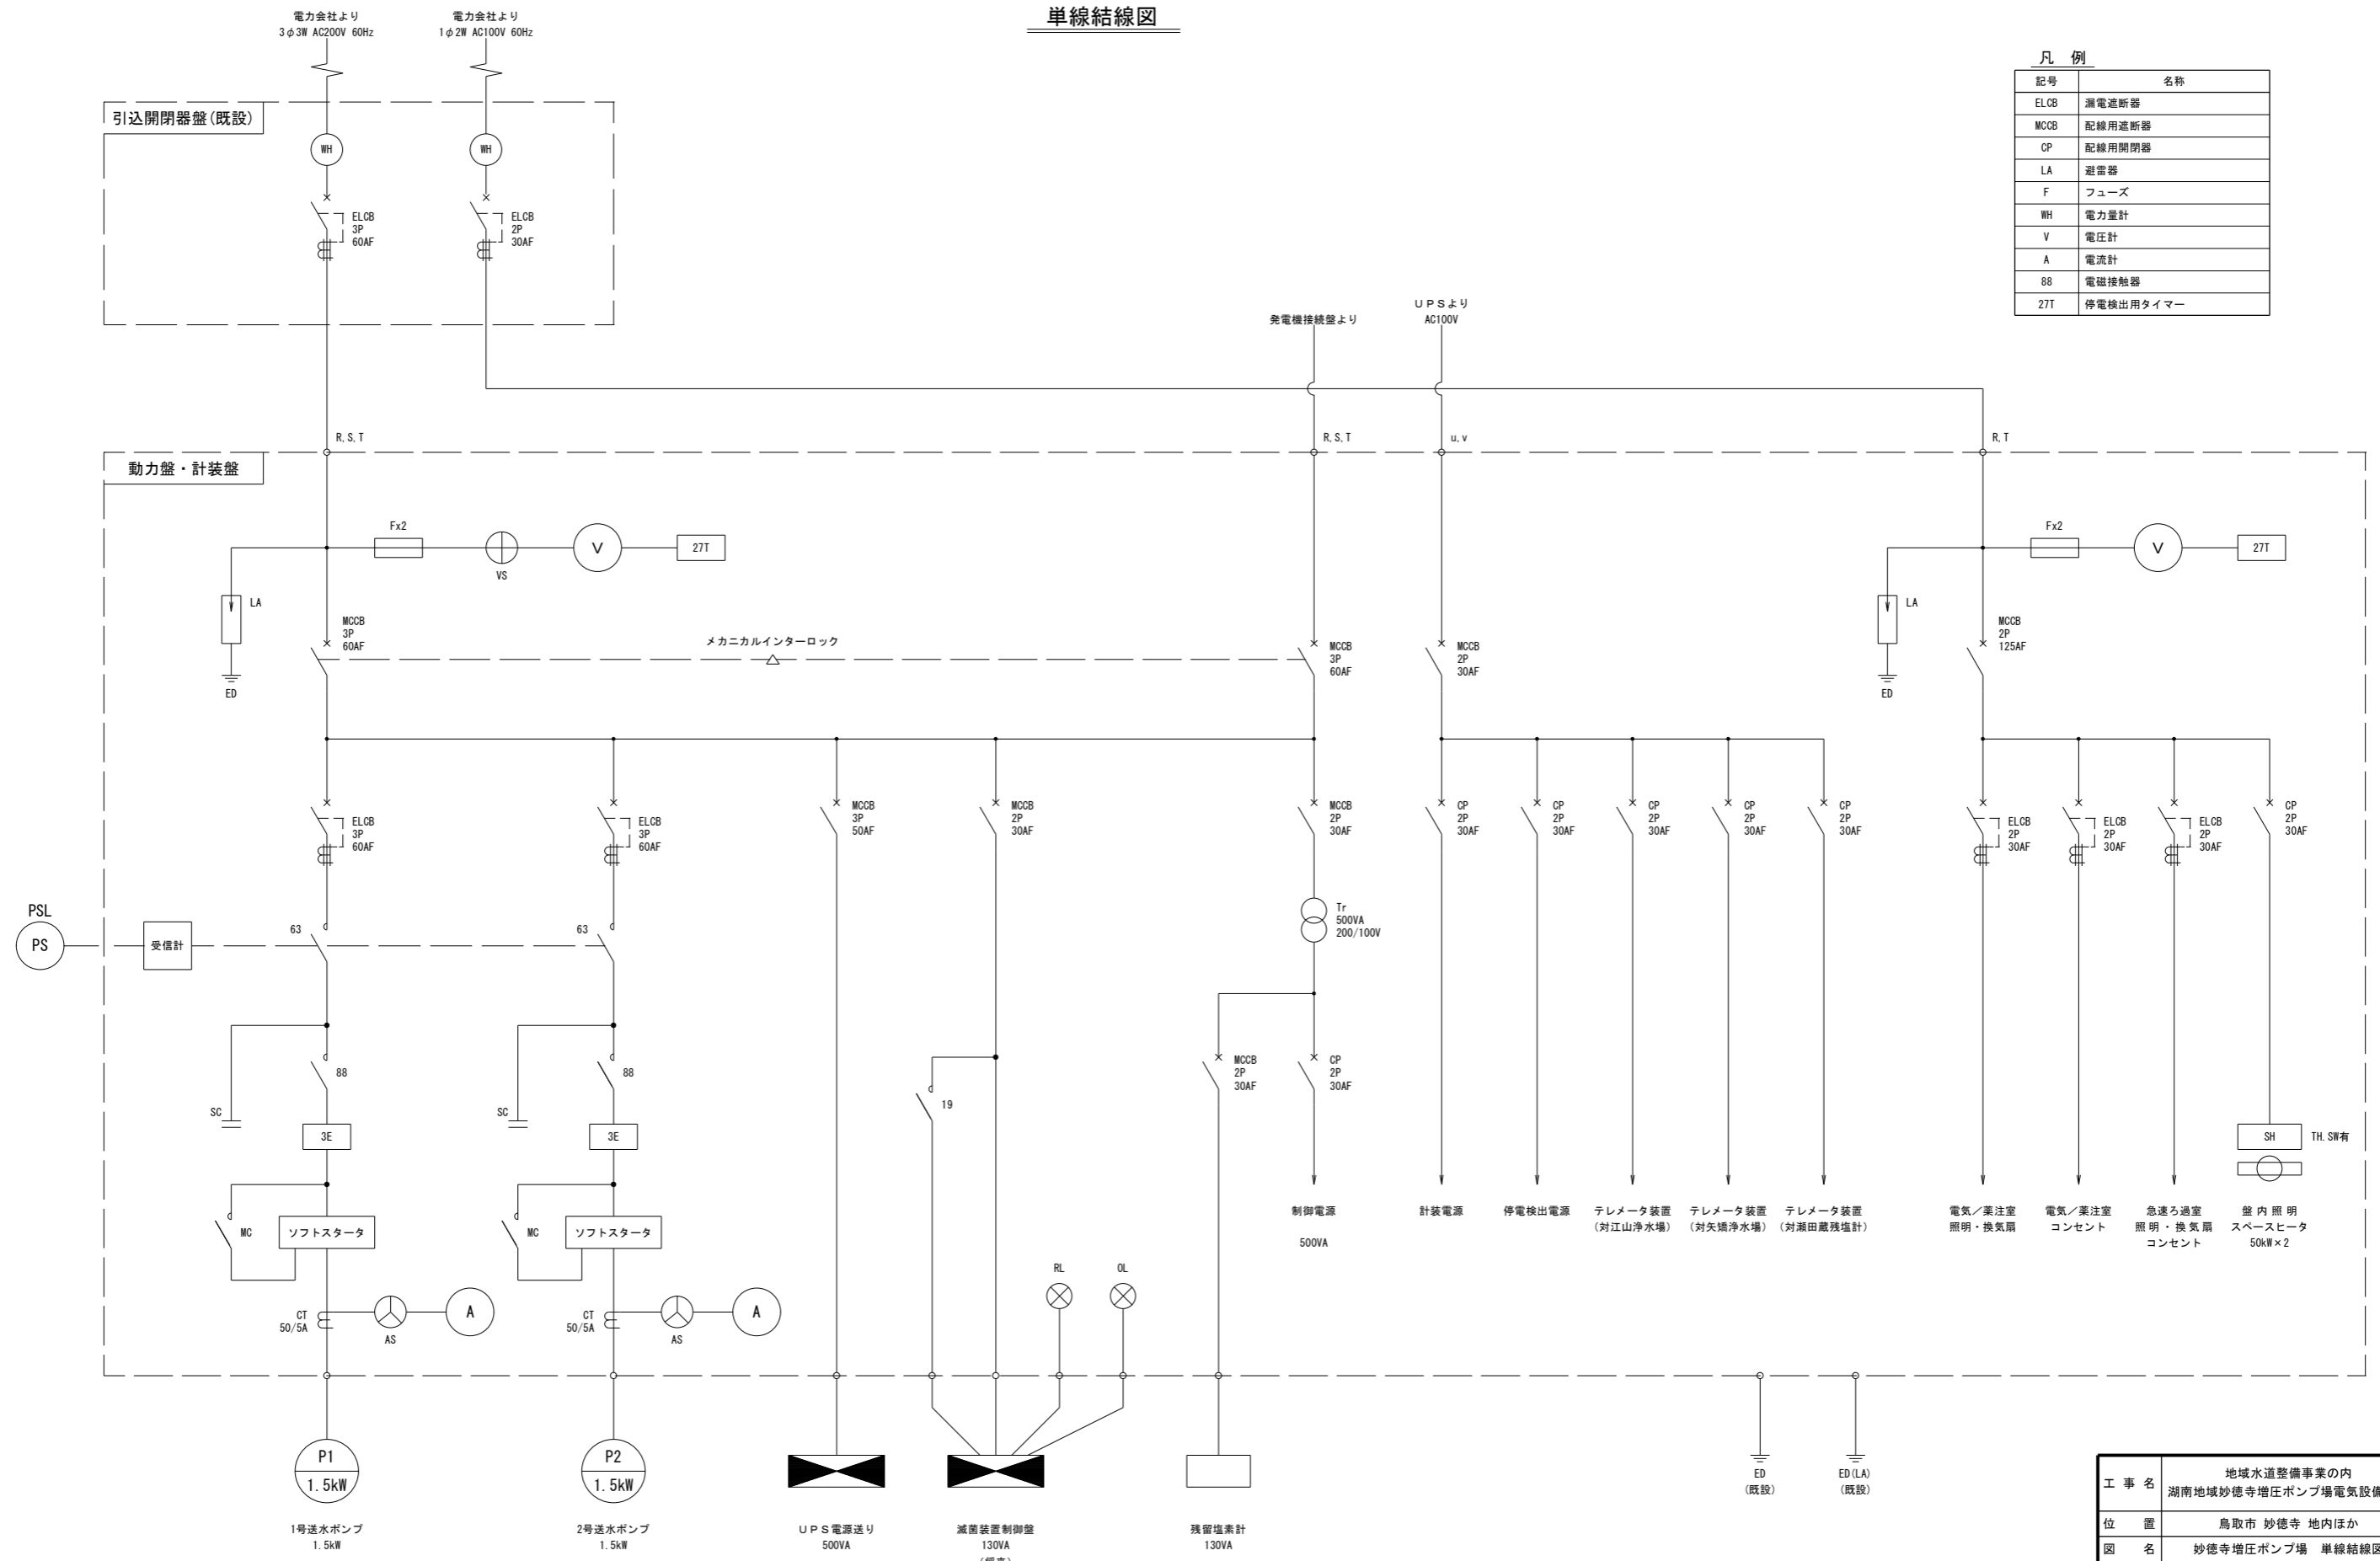 単線結線図
電力会社より
3φ3W AC200V 60Hz
電力会社より
1φ2W AC100V 60Hz
凡 例
記号 名称
ELCB 漏電遮断器
MCCB 配線用遮断器
CP 配線用開閉器
LA 避雷器
F フューズ
WH 電力量計
V 電圧計
A 電流計
88 電磁接触器
27T 停電検出用タイマー
引込開閉器盤(既設)
WH
WH
ELCB
3P
60AF
ELCB
2P
30AF
発電機接続盤より
UPSより
AC100V
R,S,T
R,S,T
u,v
R,T
動力盤・計装盤
Fx2
VS
V
27T
LA
ED
MCCB
3P
60AF
メカニカルインターロック
MCCB
3P
60AF
MCCB
2P
30AF
Fx2
V
27T
LA
ED
MCCB
2P
125AF
ELCB
3P
60AF
ELCB
3P
60AF
MCCB
3P
50AF
MCCB
2P
30AF
MCCB
2P
30AF
CP
2P
30AF
CP
2P
30AF
CP
2P
30AF
CP
2P
30AF
CP
2P
30AF
ELCB
2P
30AF
ELCB
2P
30AF
ELCB
2P
30AF
CP
2P
30AF
PSL
PS
受信計
63
63
Tr
500VA
200/100V
88
88
SC
SC
3E
3E
19
MCCB
2P
30AF
CP
2P
30AF
SH
TH.SW有
MC
ソフトスタータ
MC
ソフトスタータ
制御電源
500VA
計装電源
停電検出電源
テレメータ装置
(対江山浄水場)
テレメータ装置
(対矢矯浄水場)
テレメータ装置
(対瀬田蔵残塩計)
電気/薬注室
照明・換気扇
電気/薬注室
コンセント
急速ろ過室
照明・換気扇
コンセント
盤内照明
スペースヒータ
50kW×2
RL
OL
CT
50/5A
AS
A
CT
50/5A
AS
A
P1
1.5kW
P2
1.5kW
1号送水ポンプ
1.5kW
2号送水ポンプ
1.5kW
UPS電源送り
500VA
滅菌装置制御盤
130VA
残留塩素計
130VA
ED
(既設)
ED(LA)
(既設)
工事名
地域水道整備事業の内
湖南地域妙徳寺増圧ポンプ場電気設備
位 置
鳥取市 妙徳寺 地内ほか
図 名
妙徳寺増圧ポンプ場 単線結線図